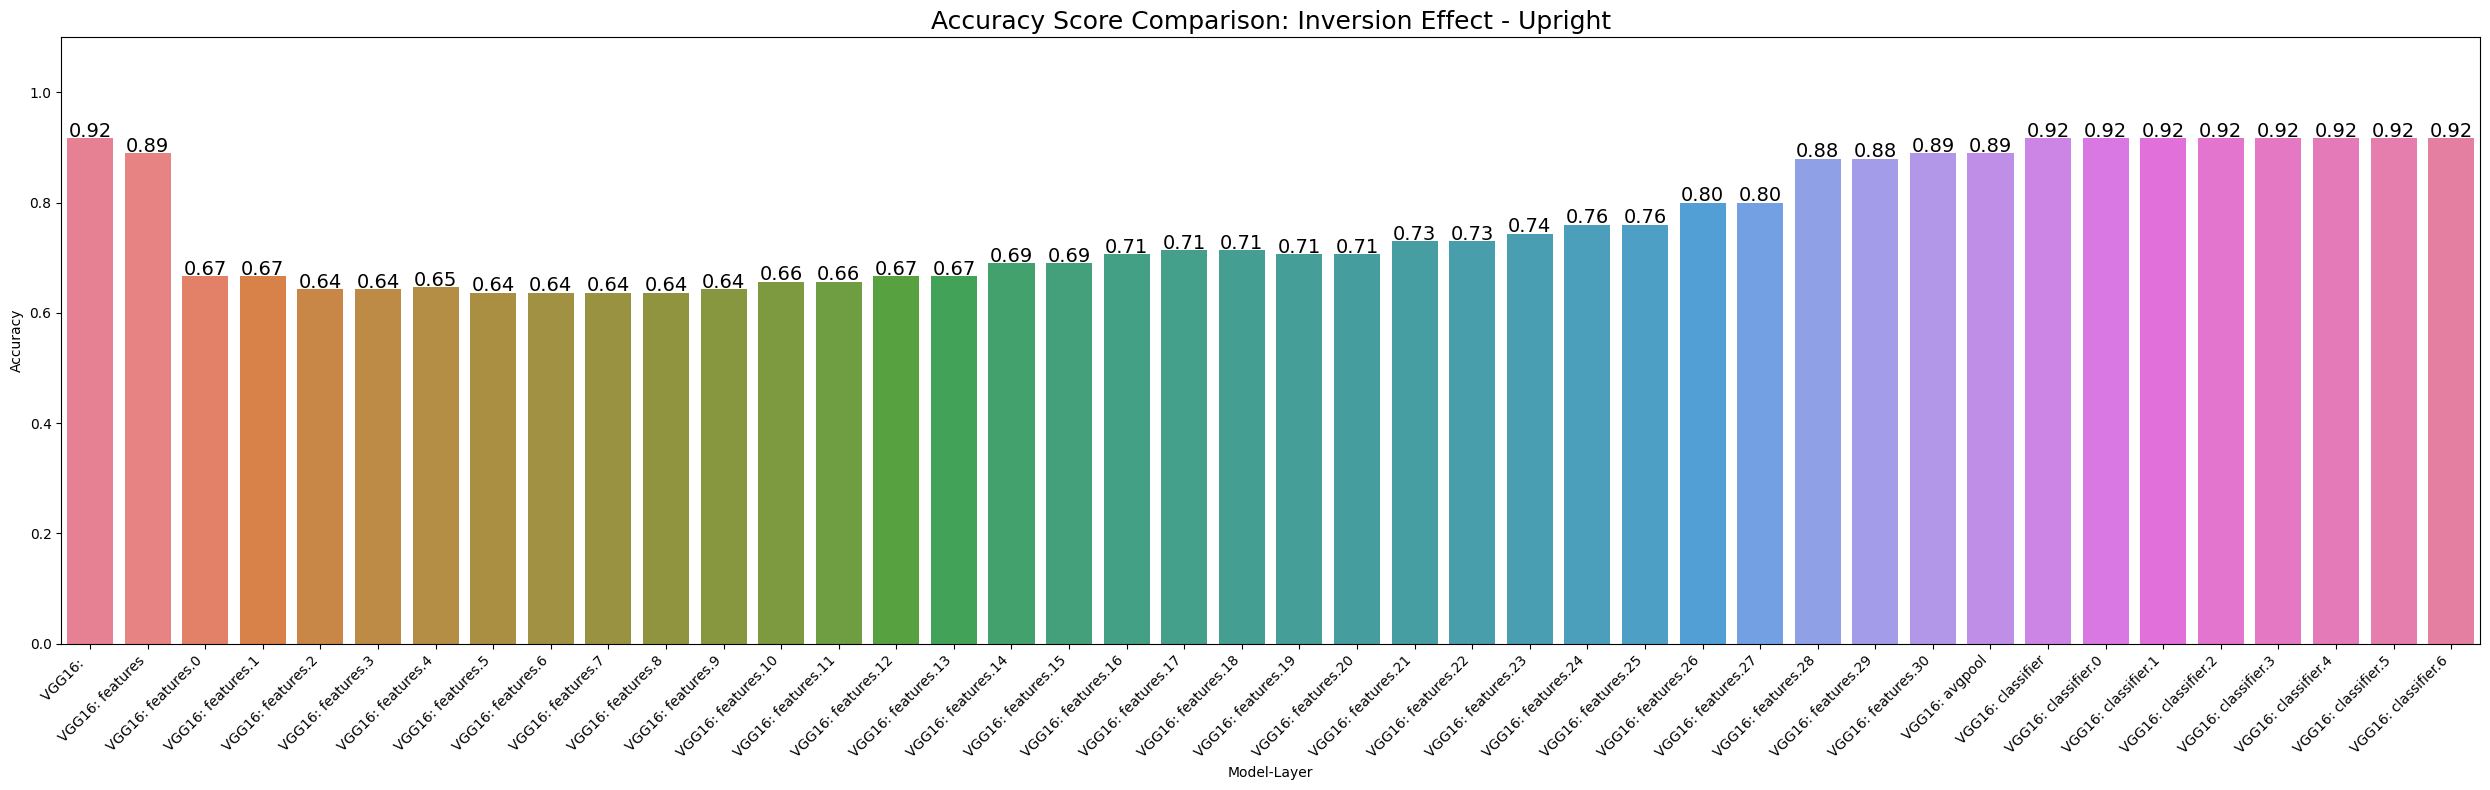 Accuracy Score Comparison: Inversion Effect - Upright
Accuracy
1.0
0.8
0.6
0.4
0.2
0.0
0.92 0.89 0.67 0.67 0.64 0.64 0.65 0.64 0.64 0.64 0.64 0.64 0.66 0.66 0.67 0.67 0.69 0.69 0.71 0.71 0.71 0.71 0.71 0.73 0.73 0.74 0.76 0.76 0.80 0.80 0.88 0.88 0.89 0.89 0.92 0.92 0.92 0.92 0.92 0.92 0.92 0.92
VGG16:
VGG16: features
VGG16: features.0
VGG16: features.1
VGG16: features.2
VGG16: features.3
VGG16: features.4
VGG16: features.5
VGG16: features.6
VGG16: features.7
VGG16: features.8
VGG16: features.9
VGG16: features.10
VGG16: features.11
VGG16: features.12
VGG16: features.13
VGG16: features.14
VGG16: features.15
VGG16: features.16
VGG16: features.17
VGG16: features.18
VGG16: features.19
VGG16: features.20
VGG16: features.21
VGG16: features.22
VGG16: features.23
VGG16: features.24
VGG16: features.25
VGG16: features.26
VGG16: features.27
VGG16: features.28
VGG16: features.29
VGG16: features.30
VGG16: avgpool
VGG16: classifier
VGG16: classifier.0
VGG16: classifier.1
VGG16: classifier.2
VGG16: classifier.3
VGG16: classifier.4
VGG16: classifier.5
VGG16: classifier.6
Model-Layer